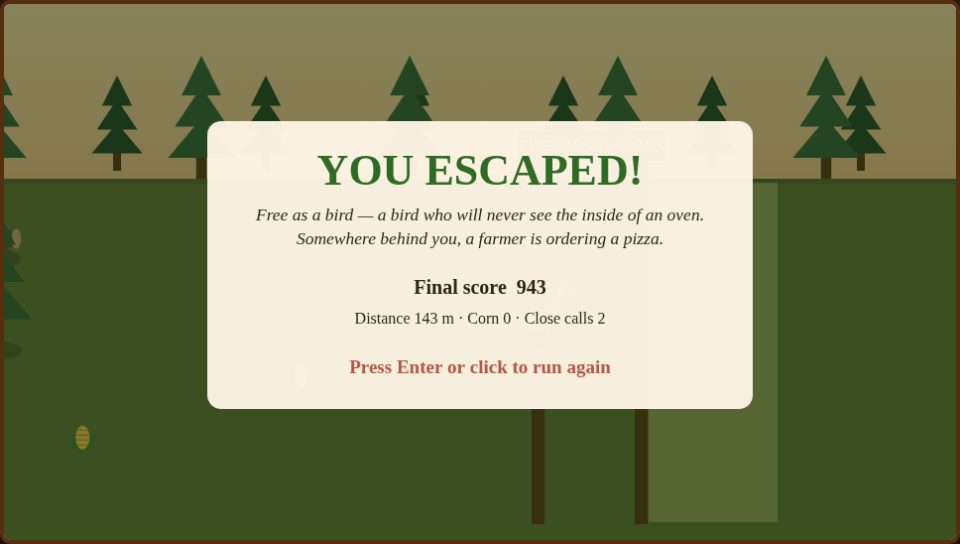 FREEDOM WOODS
YOU ESCAPED!
Free as a bird — a bird who will never see the inside of an oven.
Somewhere behind you, a farmer is ordering a pizza.
Final score 943
Distance 143 m · Corn 0 · Close calls 2
Press Enter or click to run again